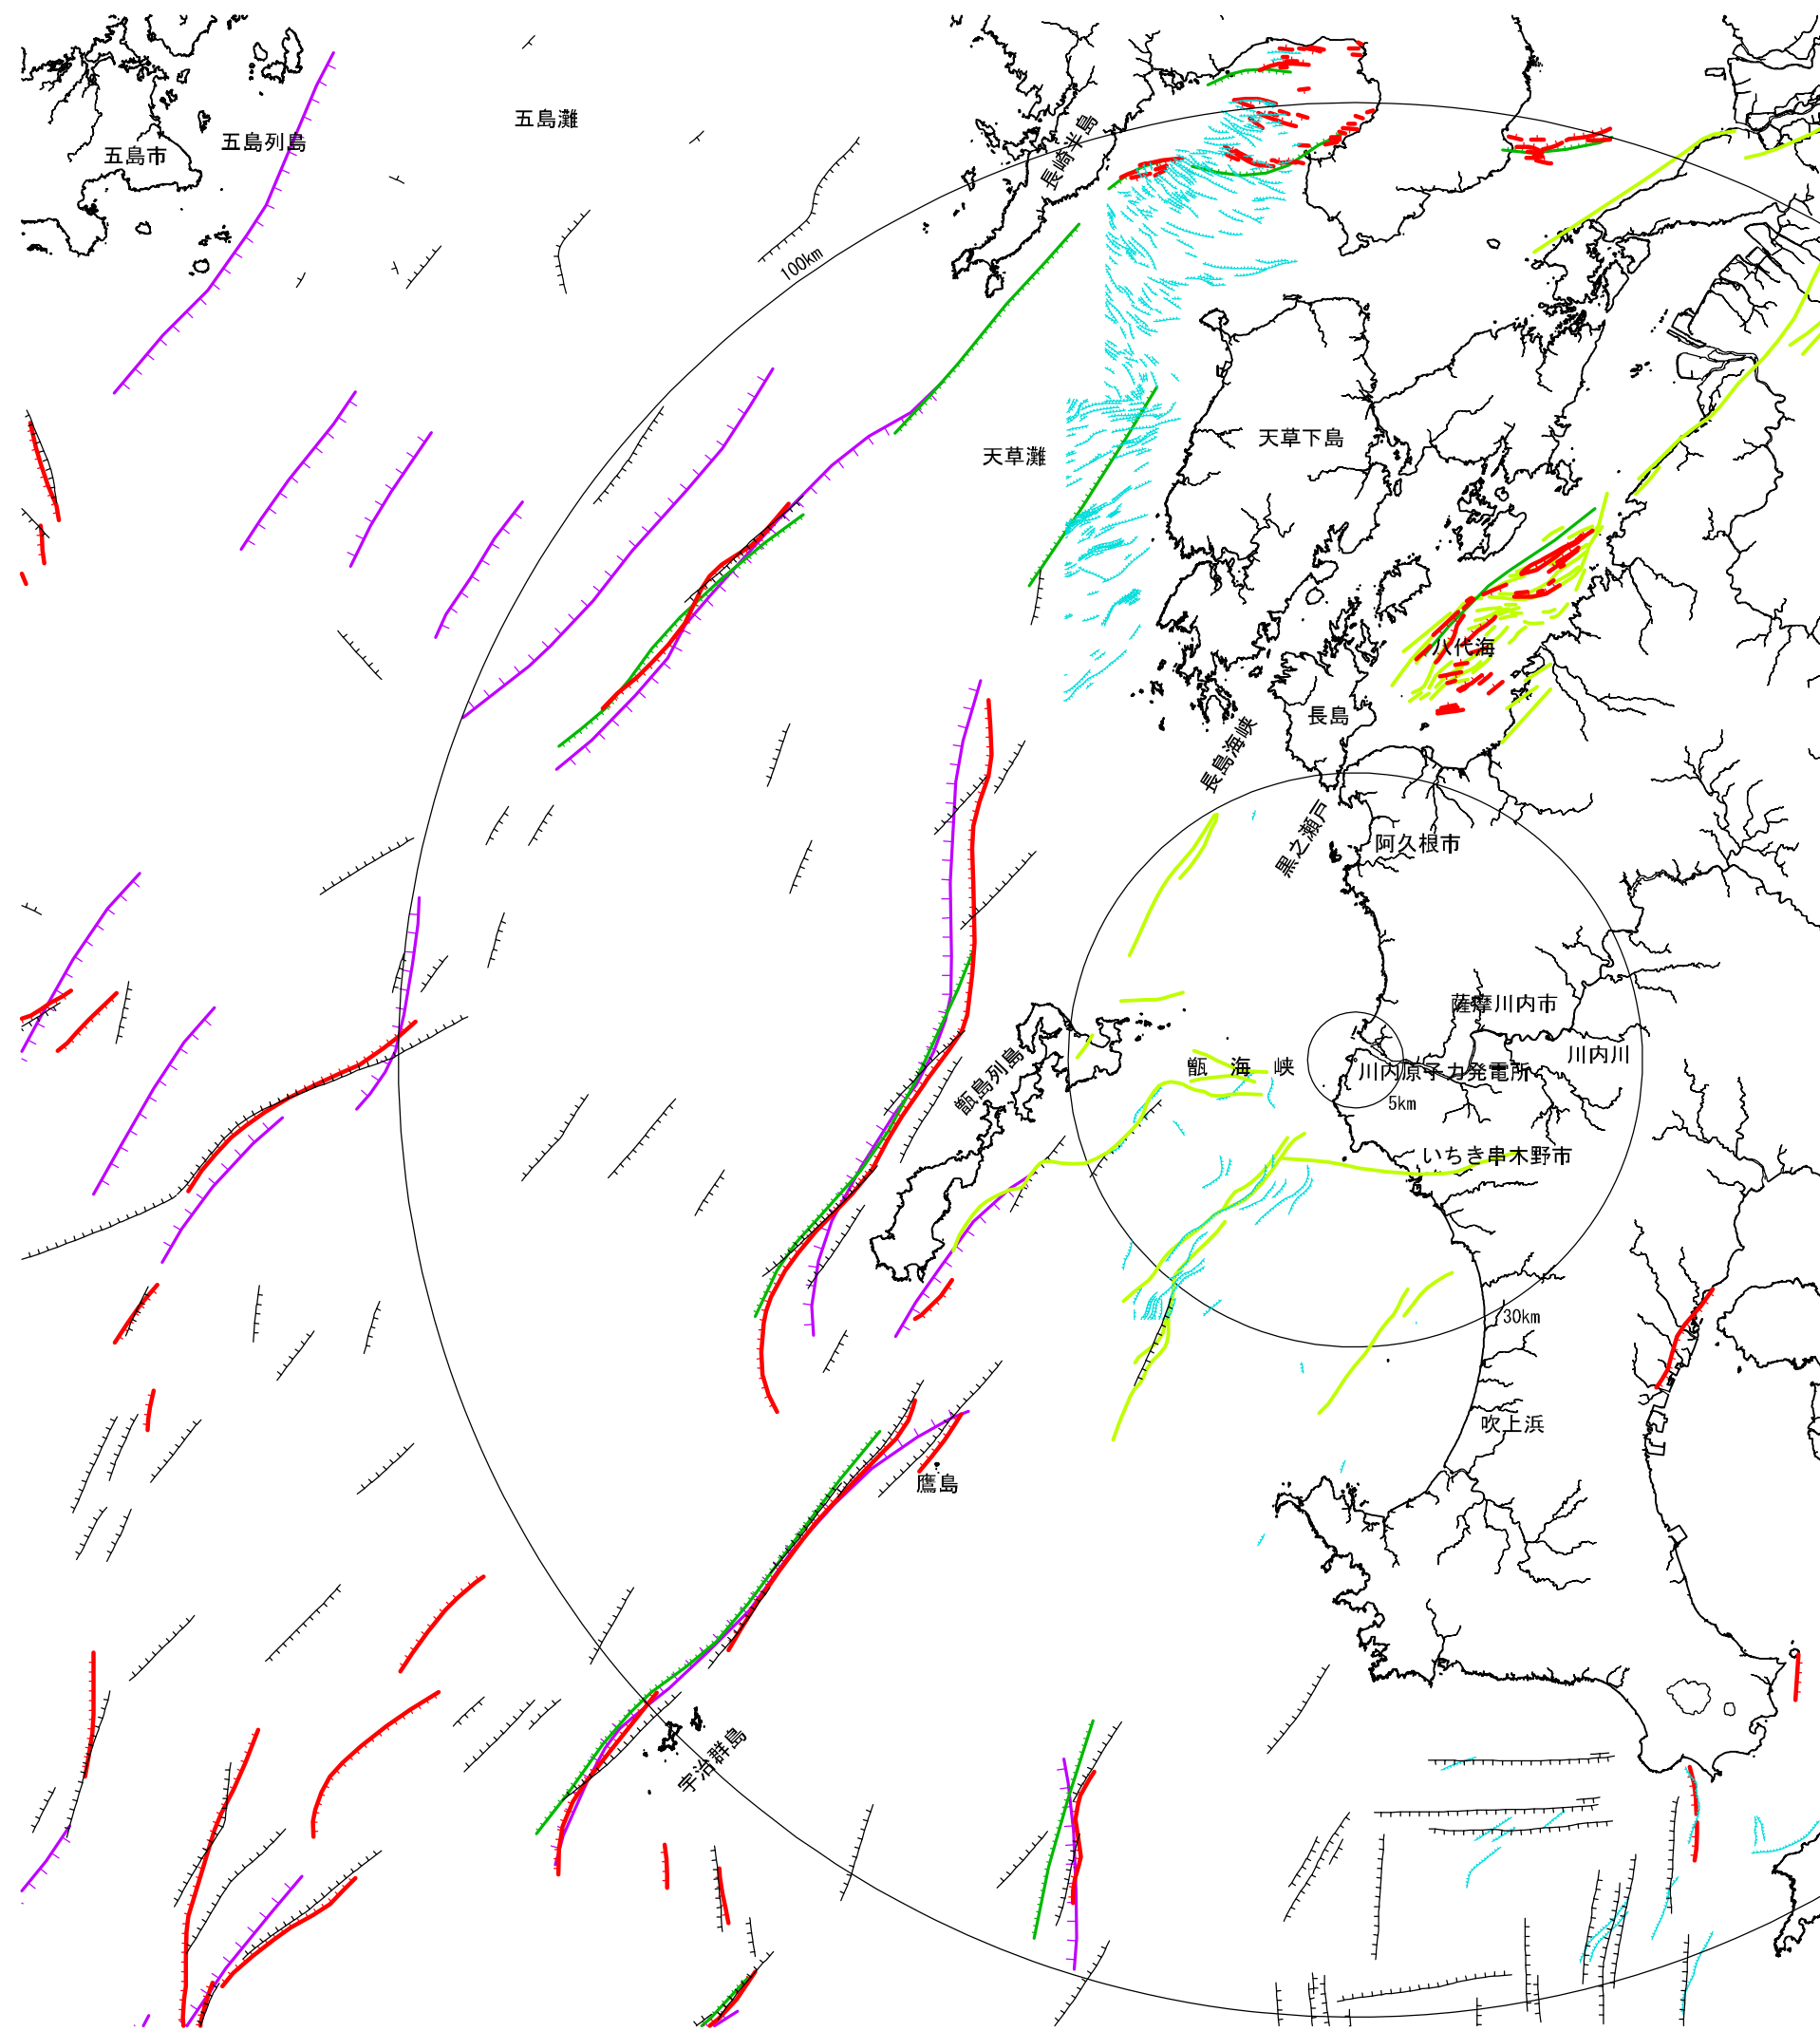 五島灘
長崎半島
五島列島
五島市
100km
天草下島
天草灘
八代海
長島
長島海峡
黒之瀬戸
阿久根市
薩摩川内市
川内川
甑海峡
川内原子力発電所
甑島列島
5km
いちき串木野市
30km
吹上浜
鷹島
宇治群島